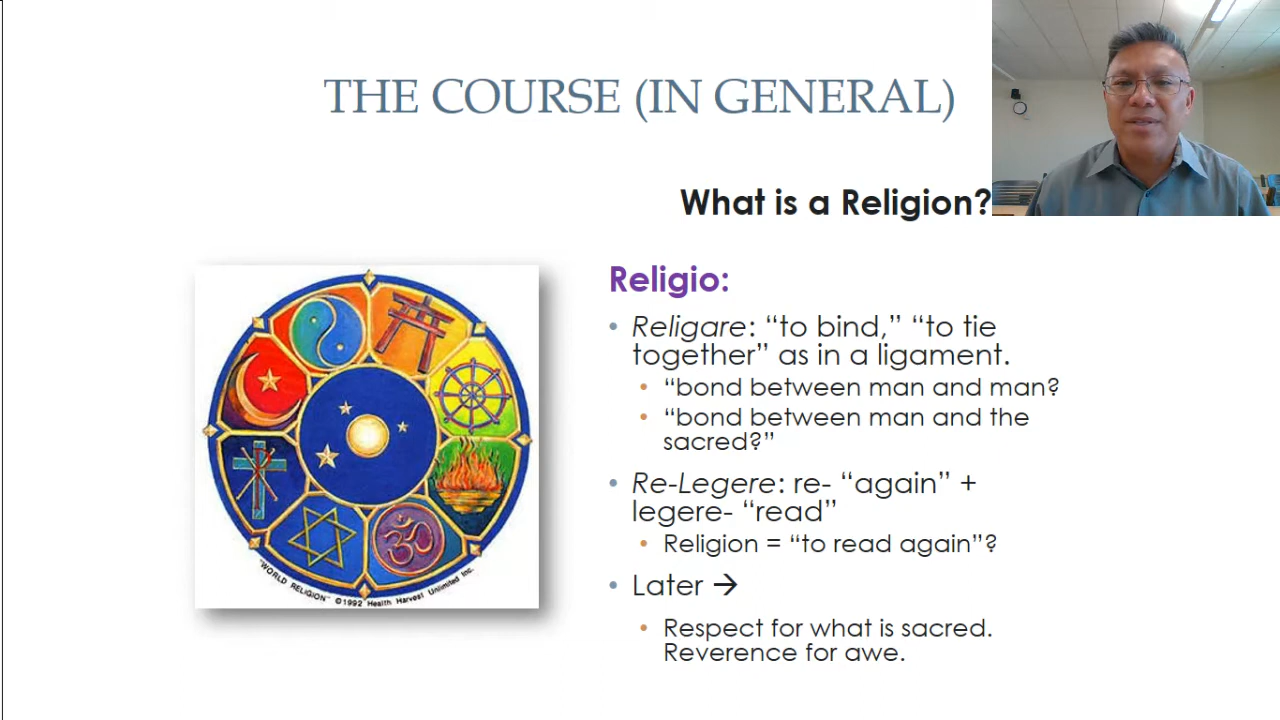 THE COURSE (IN GENERAL)
What is a Religion?
Religio:
• Religare: “to bind,” “to tie
together” as in a ligament.
• “bond between man and man?
• “bond between man and the
sacred?”
• Re-Legere: re- “again” +
legere- “read”
• Religion = “to read again”?
• Later →
• Respect for what is sacred.
Reverence for awe.
"WORLD RELIGION" ©1992 Health Harvest Unlimited Inc.